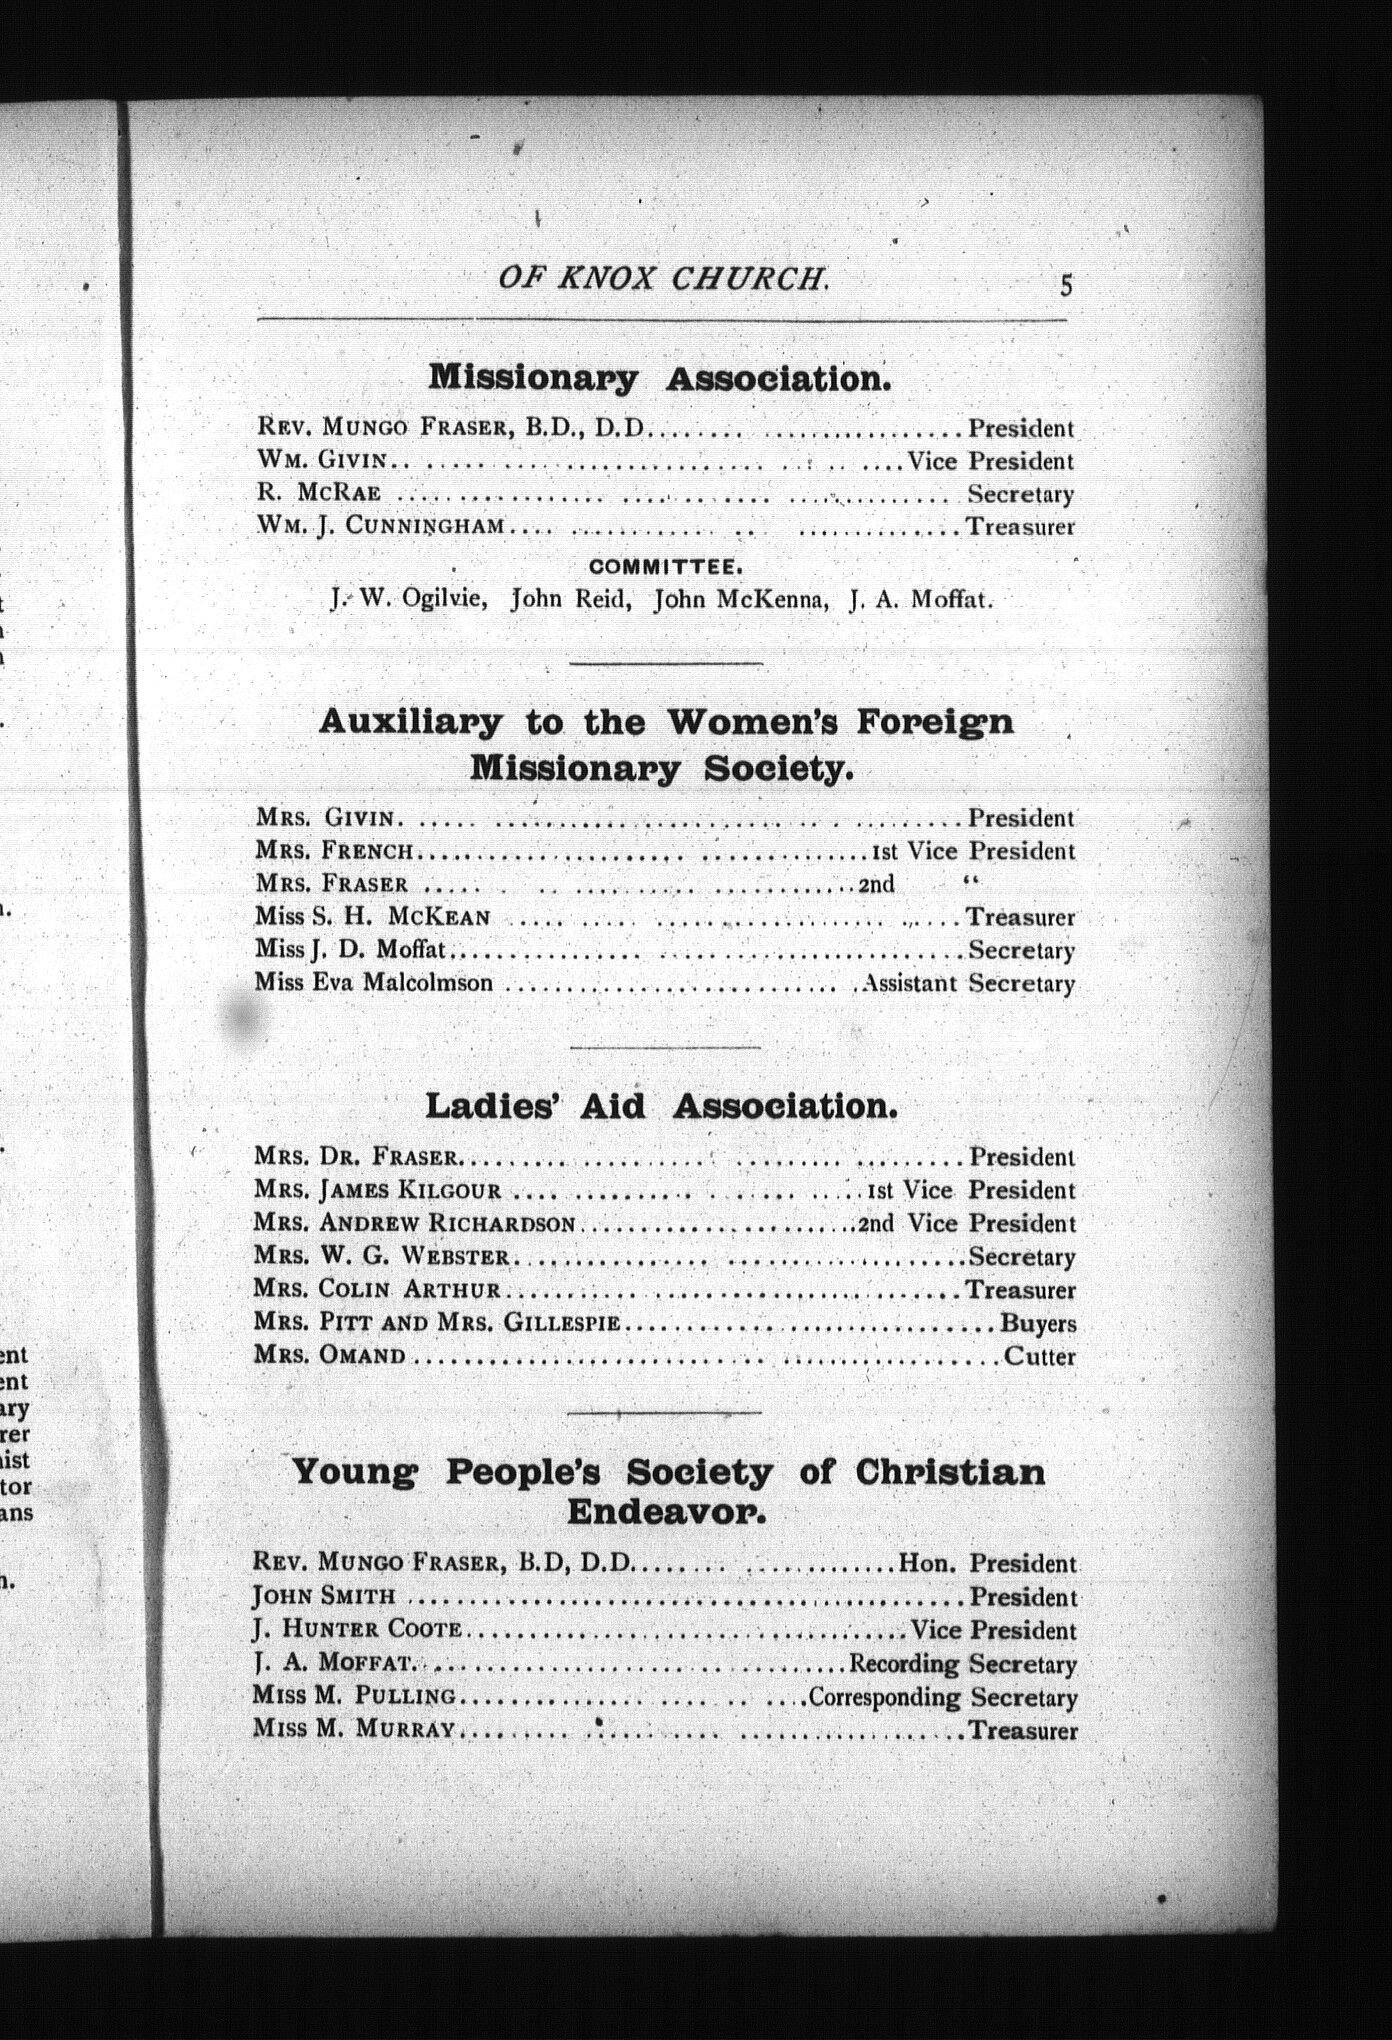 OF KNOX CHURCH. 5
Missionary Association.
REV. MUNGO FRASER, B.D., D.D. President
WM. GIVIN. Vice President
R. MCRAE Secretary
WM. J. CUNNINGHAM Treasurer
COMMITTEE.
J. W. Ogilvie, John Reid, John McKenna, J. A. Moffat.
Auxiliary to the Women's Foreign
Missionary Society.
MRS. GIVIN. President
MRS. FRENCH 1st Vice President
MRS. FRASER 2nd "
Miss S. H. MCKEAN Treasurer
Miss J. D. Moffat Secretary
Miss Eva Malcolmson Assistant Secretary
Ladies' Aid Association.
MRS. DR. FRASER. President
MRS. JAMES KILGOUR 1st Vice President
MRS. ANDREW RICHARDSON 2nd Vice President
MRS. W. G. WEBSTER. Secretary
MRS. COLIN ARTHUR Treasurer
MRS. PITT AND MRS. GILLESPIE Buyers
MRS. OMAND Cutter
Young People's Society of Christian
Endeavor.
REV. MUNGO FRASER, B.D, D.D. Hon. President
JOHN SMITH President
J. HUNTER COOTE Vice President
J. A. MOFFAT. Recording Secretary
MISS M. PULLING Corresponding Secretary
MISS M. MURRAY Treasurer